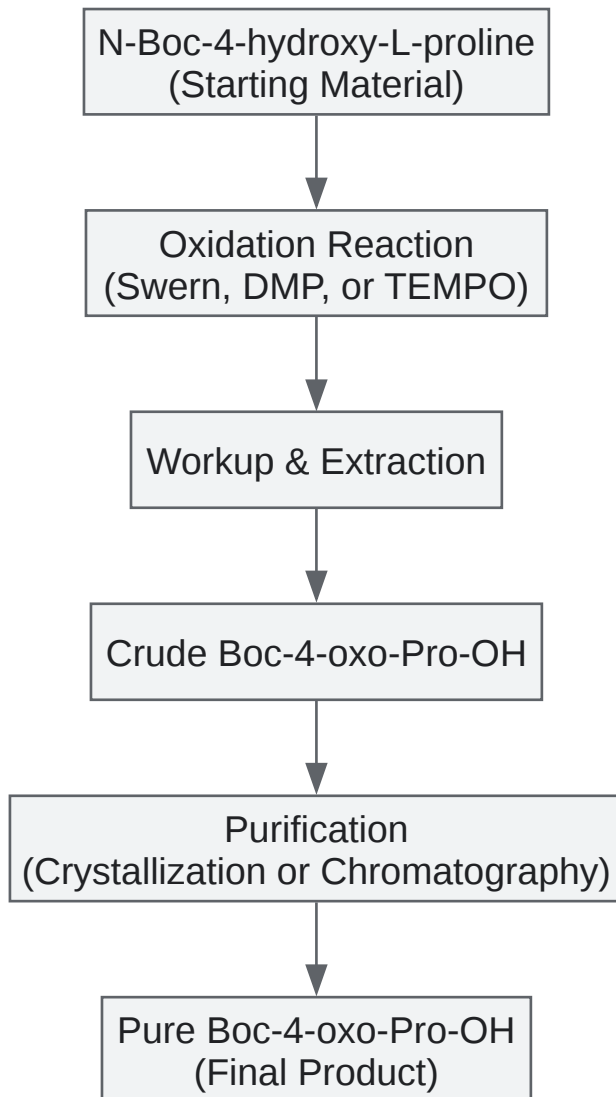 N-Boc-4-hydroxy-L-proline
(Starting Material)
Oxidation Reaction
(Swern, DMP, or TEMPO)
Workup & Extraction
Crude Boc-4-oxo-Pro-OH
Purification
(Crystallization or Chromatography)
Pure Boc-4-oxo-Pro-OH
(Final Product)